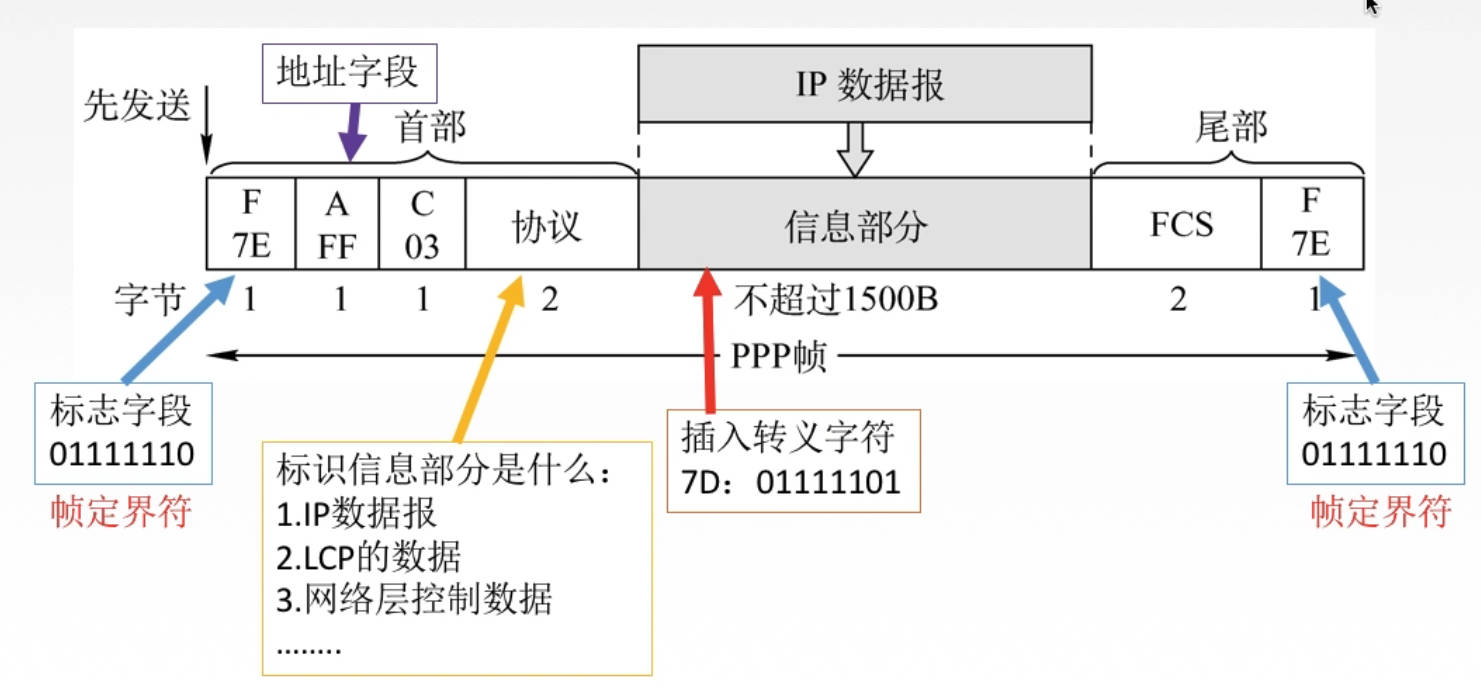 地址字段
IP 数据报
先发送
首部
尾部
F
7E
A
FF
C
03
协议
信息部分
FCS
F
7E
字节
1
1
1
2
不超过1500B
2
1
PPP帧
标志字段
01111110
帧定界符
标识信息部分是什么：
1.IP数据报
2.LCP的数据
3.网络层控制数据
........
插入转义字符
7D：01111101
标志字段
01111110
帧定界符